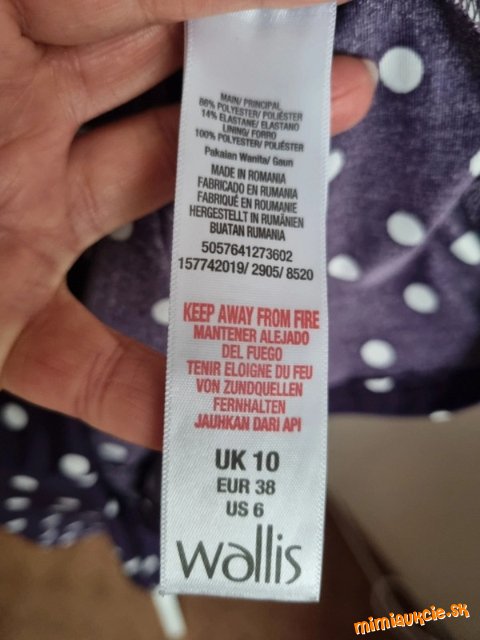 MAIN/ PRINCIPAL
86% POLYESTER/ POLIÉSTER
14% ELASTANE/ ELASTANO
LINING/ FORRO
100% POLYESTER/ POLIÉSTER
Pakaian Wanita/ Gaun
MADE IN ROMANIA
FABRICADO EN RUMANIA
FABRIQUÉ EN ROUMANIE
HERGESTELLT IN RUMÄNIEN
BUATAN RUMANIA
5057641273602
157742019/ 2905/ 8520
KEEP AWAY FROM FIRE
MANTENER ALEJADO
DEL FUEGO
TENIR ELOIGNE DU FEU
VON ZUNDQUELLEN
FERNHALTEN
JAUHKAN DARI API
UK 10
EUR 38
US 6
wallis
mimiaukcie.sk